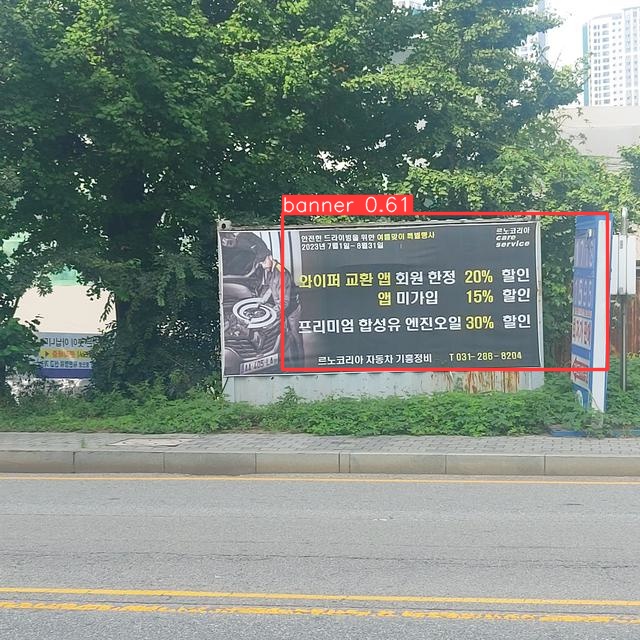 banner 0.61
안전한 드라이빙을 위한 여름맞이 특별행사
2023년 7월1일~8월31일
르노코리아
care
service
와이퍼 교환 앱 회원 한정 20% 할인
앱 미가입 15% 할인
프리미엄 합성유 엔진오일 30% 할인
르노코리아 자동차 기흥정비 T 031-286-8204